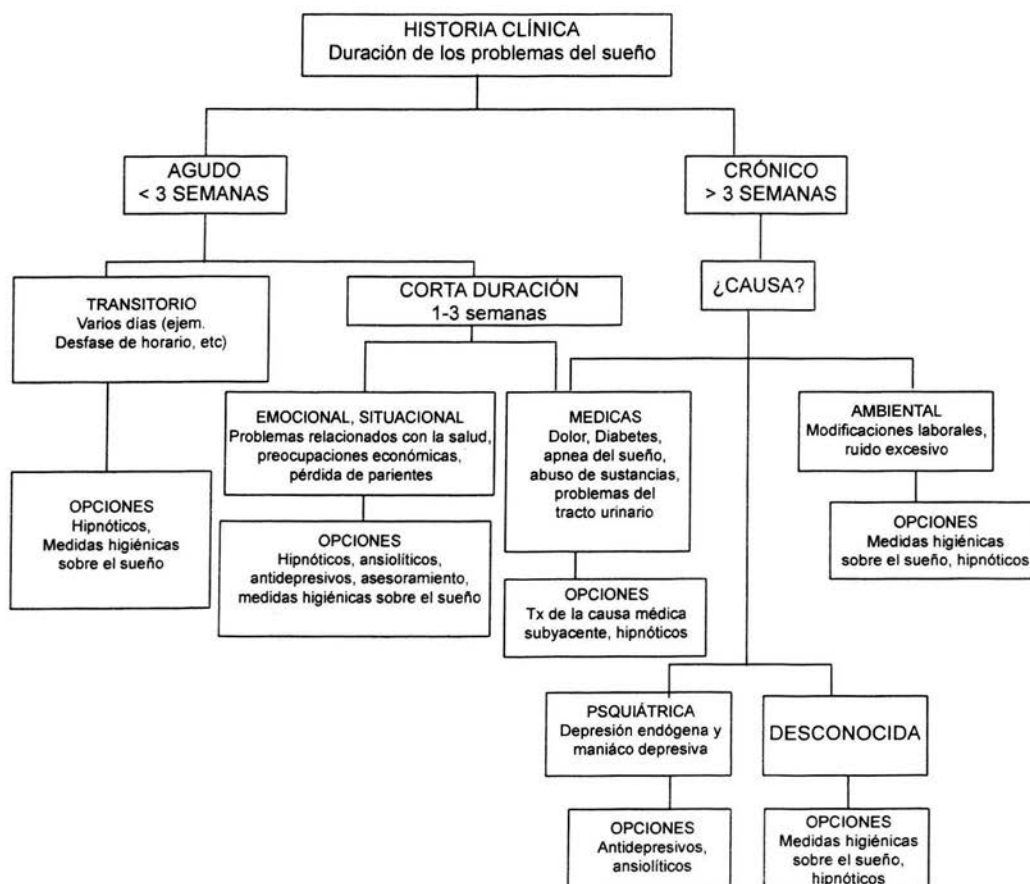 HISTORIA CLÍNICA
Duración de los problemas del sueño
AGUDO
< 3 SEMANAS
CRÓNICO
> 3 SEMANAS
TRANSITORIO
Varios días (ejem.
Desfase de horario, etc)
CORTA DURACIÓN
1-3 semanas
¿CAUSA?
EMOCIONAL, SITUACIONAL
Problemas relacionados con la salud,
preocupaciones económicas,
pérdida de parientes
MEDICAS
Dolor, Diabetes,
apnea del sueño,
abuso de sustancias,
problemas del
tracto urinario
AMBIENTAL
Modificaciones laborales,
ruido excesivo
OPCIONES
Hipnóticos,
Medidas higiénicas
sobre el sueño
OPCIONES
Hipnóticos, ansiolíticos,
antidepresivos, asesoramiento,
medidas higiénicas sobre el sueño
OPCIONES
Tx de la causa médica
subyacente, hipnóticos
OPCIONES
Medidas higiénicas
sobre el sueño, hipnóticos
PSQUIÁTRICA
Depresión endógena y
maniáco depresiva
DESCONOCIDA
OPCIONES
Antidepresivos,
ansiolíticos
OPCIONES
Medidas higiénicas
sobre el sueño,
hipnóticos